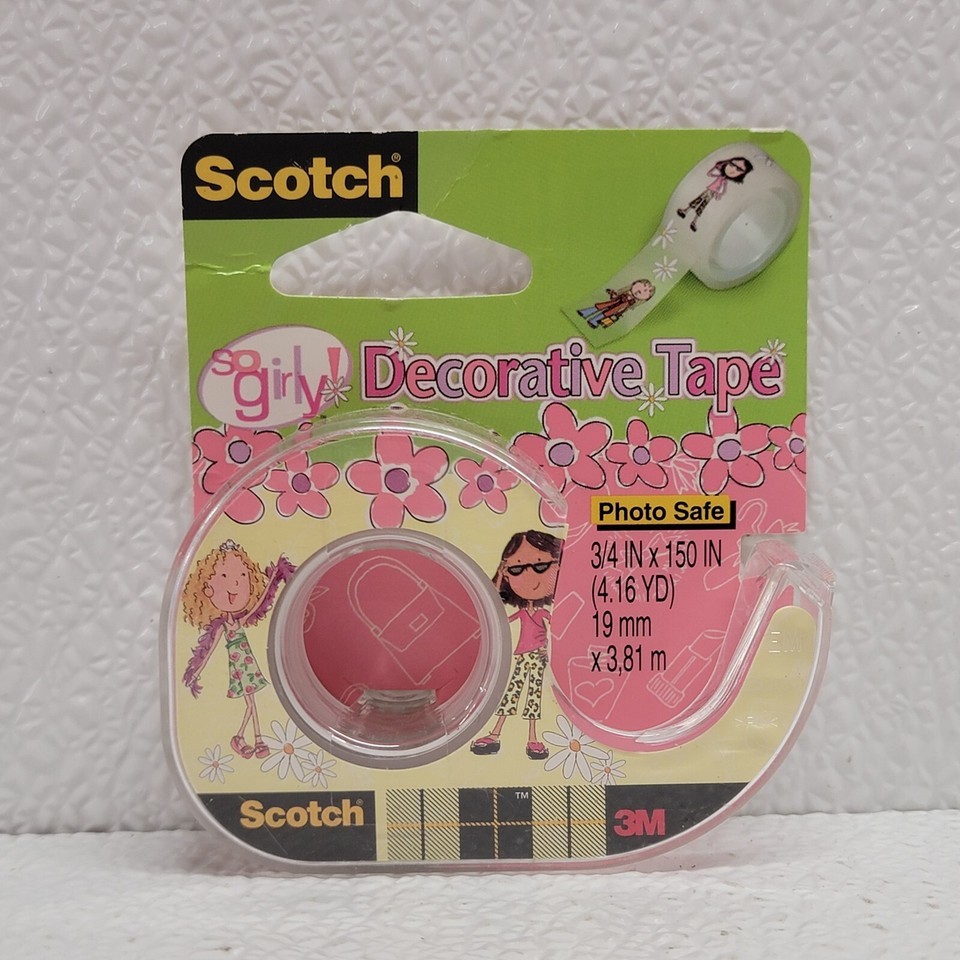 Scotch®
so girly!
Decorative Tape
Photo Safe
3/4 IN x 150 IN
(4.16 YD)
19 mm
x 3,81 m
Scotch®
™
3M